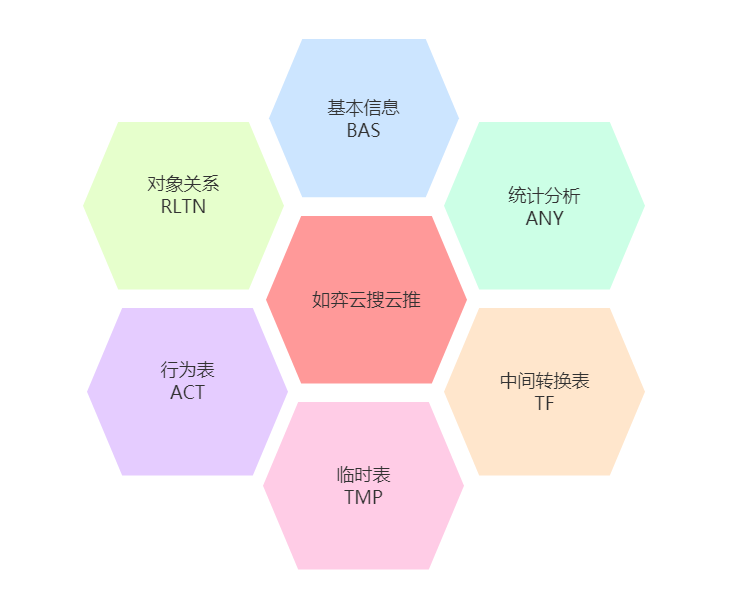 基本信息
BAS
对象关系
RLTN
统计分析
ANY
如弈云搜云推
行为表
ACT
中间转换表
TF
临时表
TMP